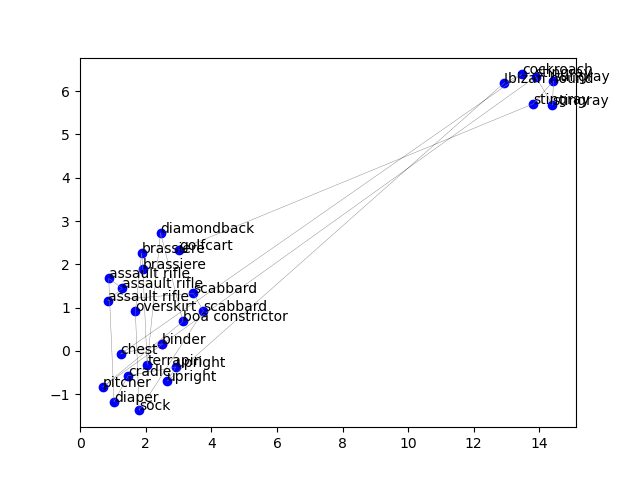 cockroach
stingray
stingray
Ibizan hound
stingray
stingray
6
5
4
3
diamondback
brassiere
golfcart
2
brassiere
assault rifle
assault rifle
scabbard
assault rifle
1
overskirt
scabbard
boa constrictor
binder
0
chest
terrapin
upright
cradle
upright
pitcher
−1
diaper
sock
0
2
4
6
8
10
12
14